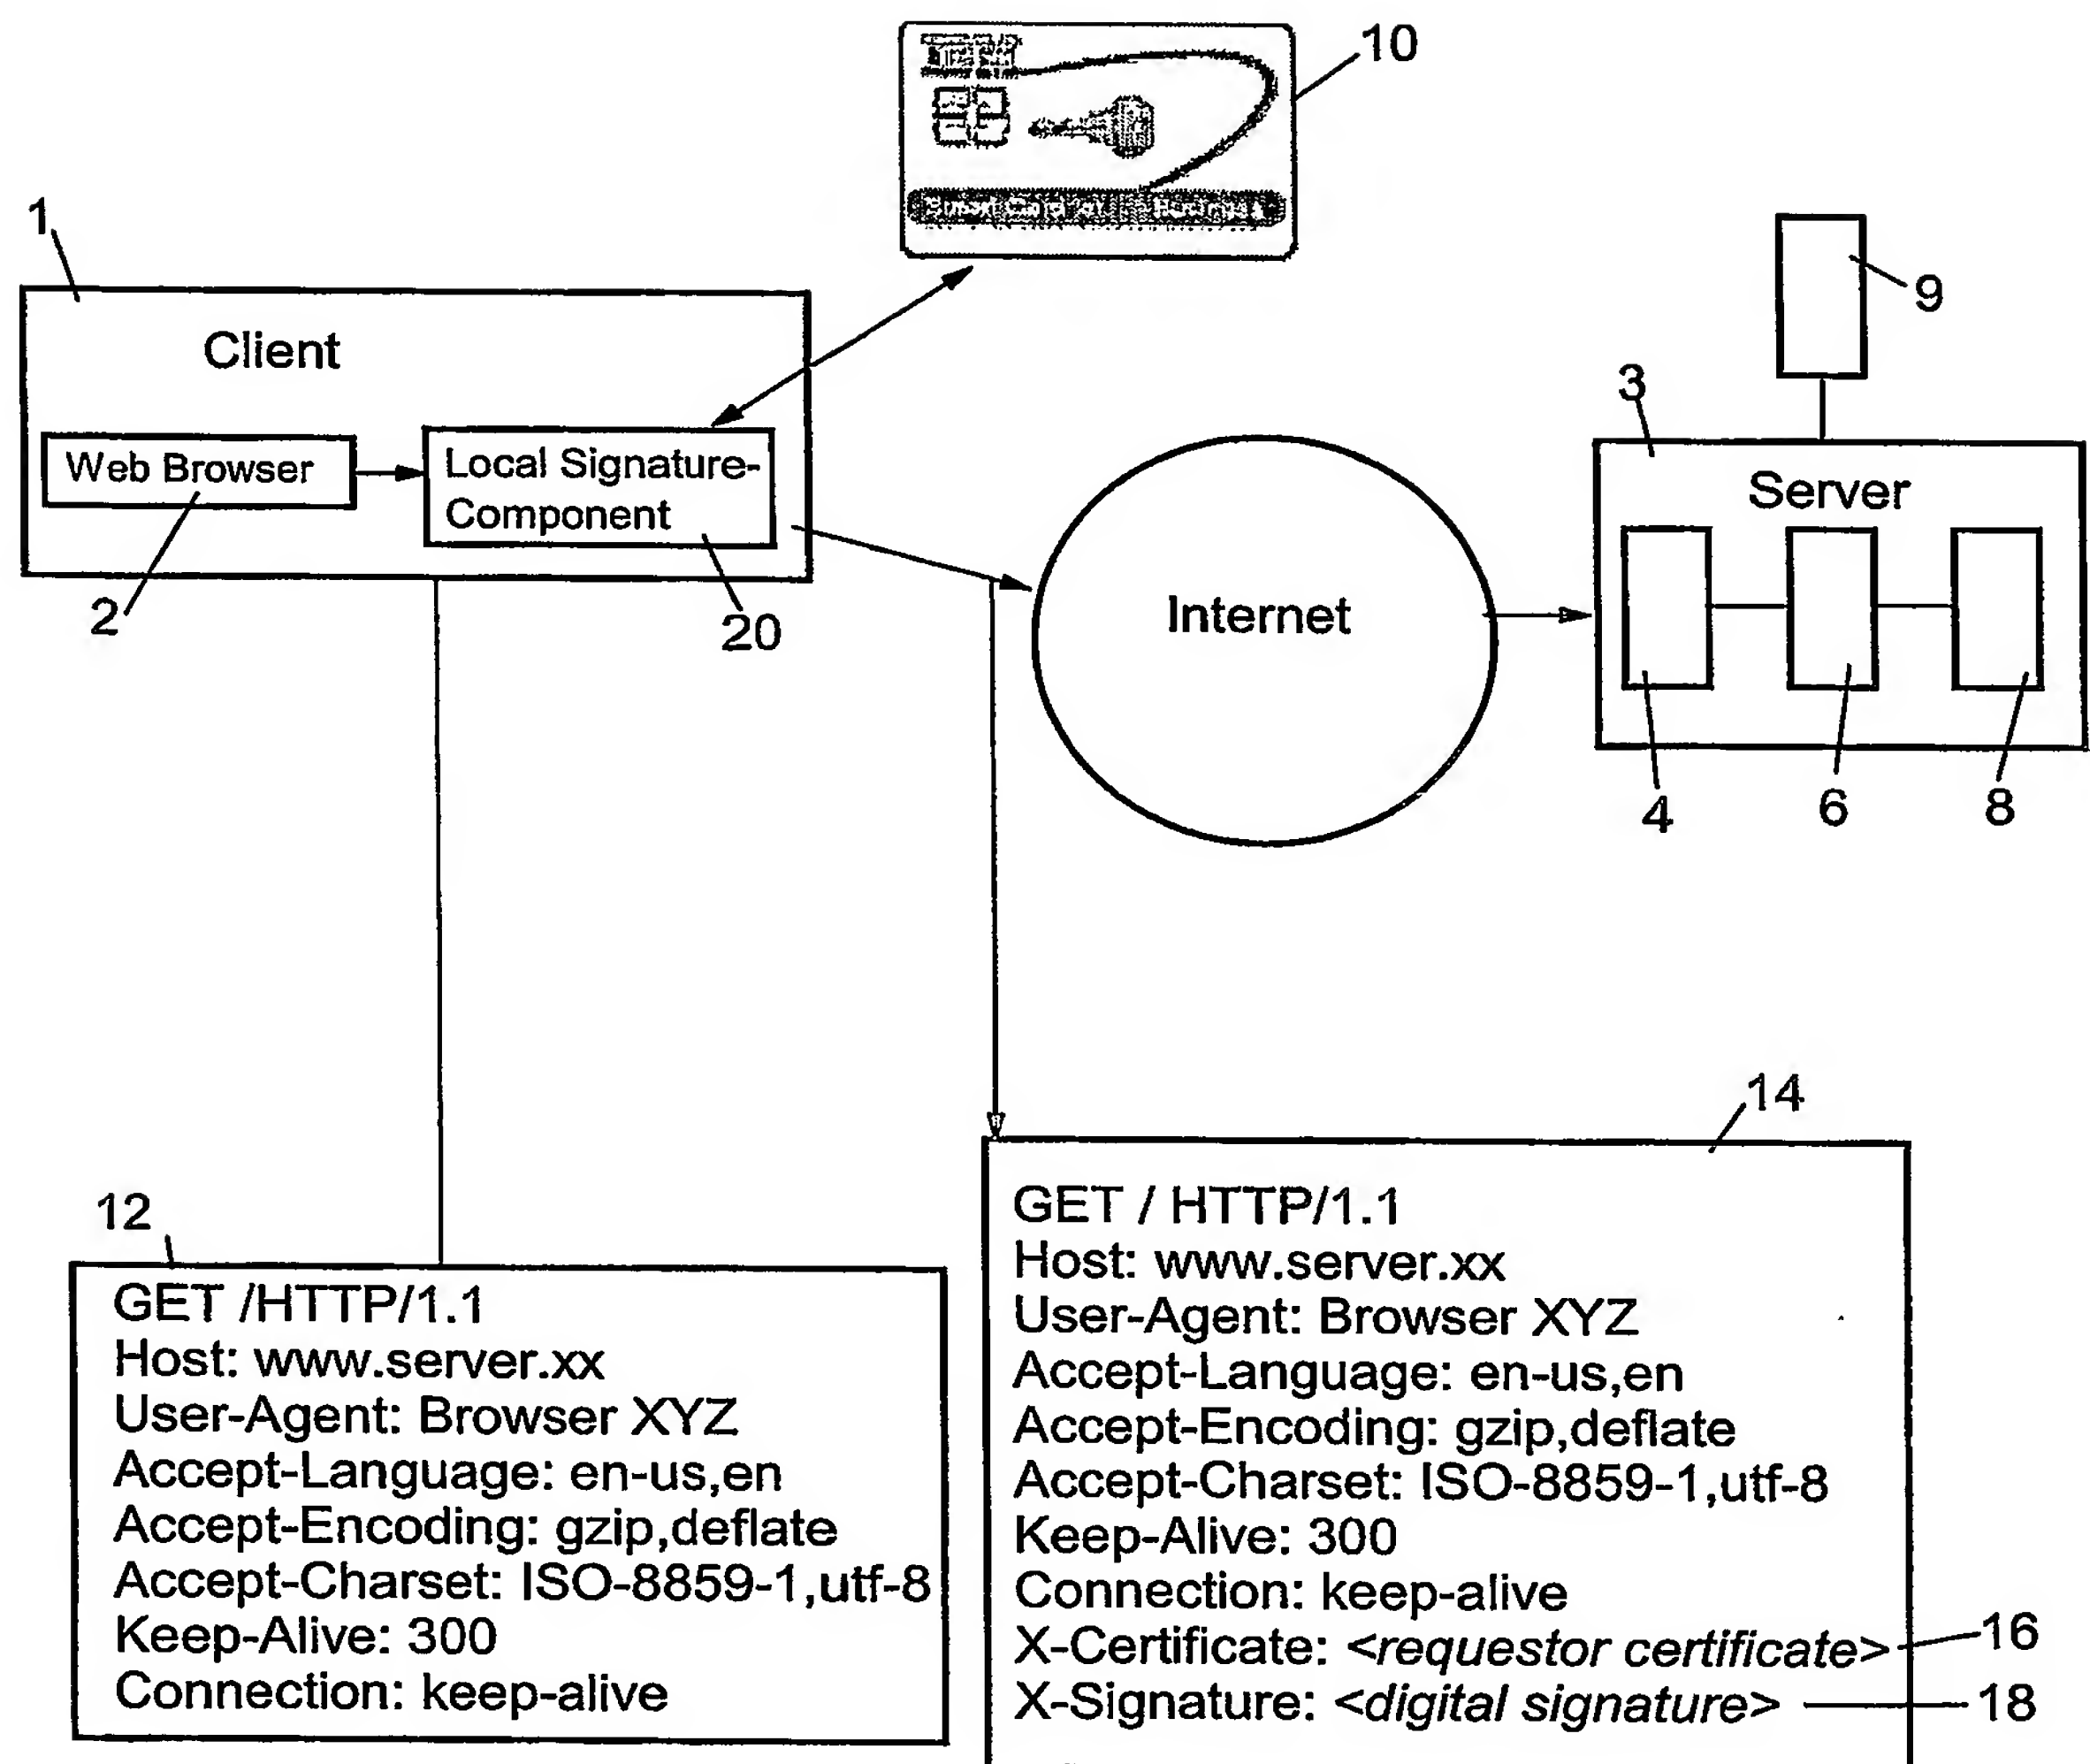 10
1
Client
Web Browser
Local Signature-
Component
2
20
Internet
9
3
Server
4
6
8
12
GET /HTTP/1.1
Host: www.server.xx
User-Agent: Browser XYZ
Accept-Language: en-us,en
Accept-Encoding: gzip,deflate
Accept-Charset: ISO-8859-1,utf-8
Keep-Alive: 300
Connection: keep-alive
14
GET / HTTP/1.1
Host: www.server.xx
User-Agent: Browser XYZ
Accept-Language: en-us,en
Accept-Encoding: gzip,deflate
Accept-Charset: ISO-8859-1,utf-8
Keep-Alive: 300
Connection: keep-alive
X-Certificate: <requestor certificate>
16
X-Signature: <digital signature>
18